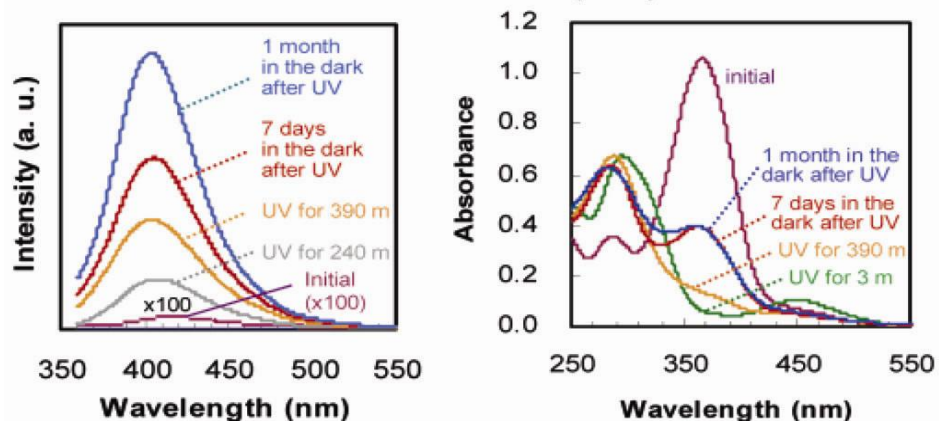 Intensity (a. u.)
1 month
in the dark
after UV
7 days
in the dark
after UV
UV for 390 m
UV for 240 m
x100
Initial
(x100)
350 400 450 500 550
Wavelength (nm)
Absorbance
1.2
1.0
0.8
0.6
0.4
0.2
0.0
initial
1 month in the
dark after UV
7 days in the
dark after UV
UV for 390 m
UV for 3 m
250 350 450 550
Wavelength (nm)